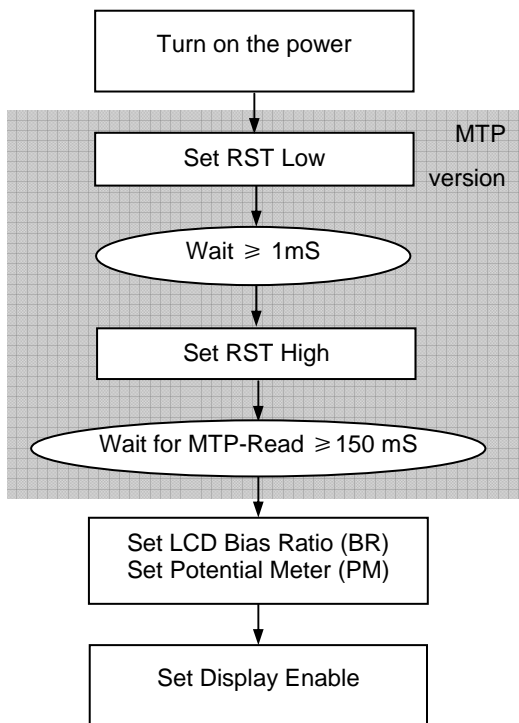 Turn on the power
MTP
version
Set RST Low
Wait ≥ 1mS
Set RST High
Wait for MTP-Read ≥150 mS
Set LCD Bias Ratio (BR)
Set Potential Meter (PM)
Set Display Enable